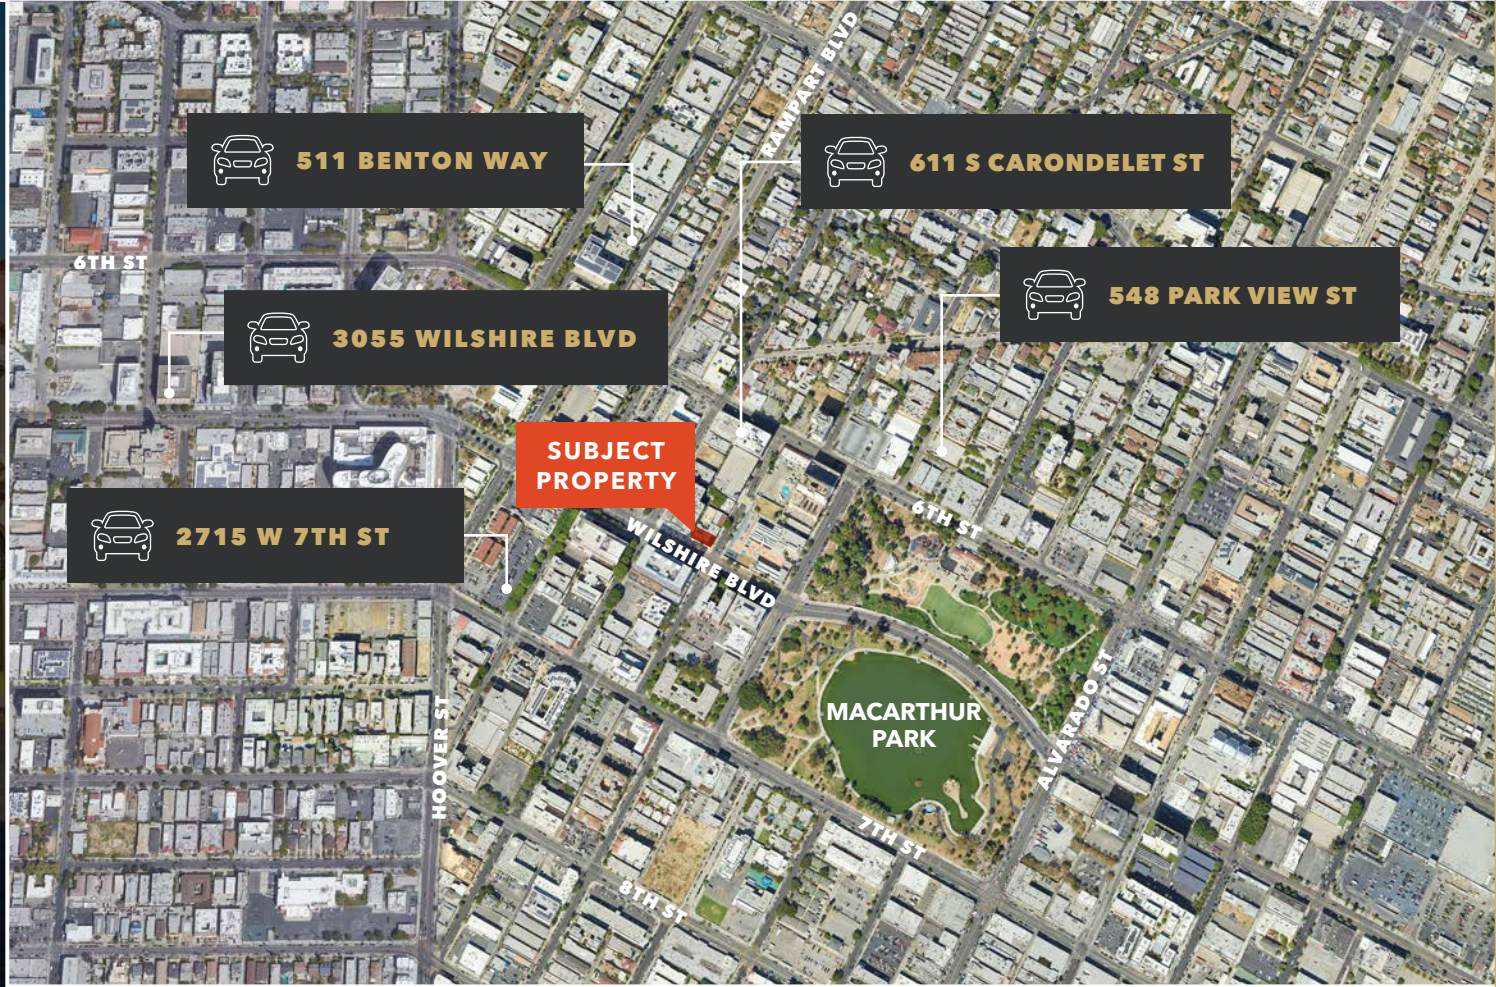 RAMPART BLVD
511 BENTON WAY
611 S CARONDELET ST
6TH ST
548 PARK VIEW ST
3055 WILSHIRE BLVD
SUBJECT
PROPERTY
2715 W 7TH ST
WILSHIRE BLVD
6TH ST
MACARTHUR
PARK
ALVARADO ST
HOOVER ST
7TH ST
8TH ST